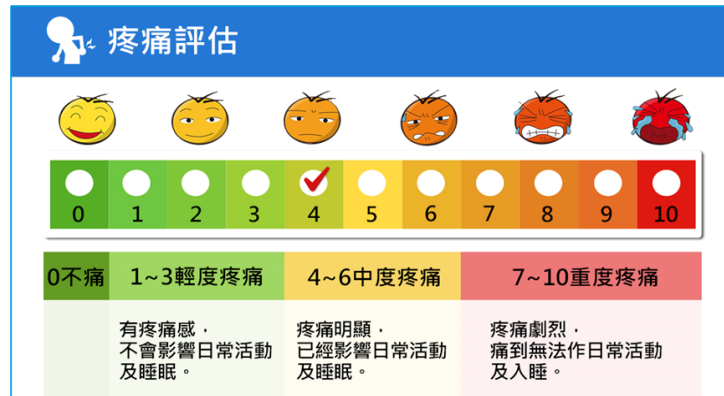 疼痛評估
0 1 2 3 4 5 6 7 8 9 10
0不痛 1~3輕度疼痛 4~6中度疼痛 7~10重度疼痛
有疼痛感，
不會影響日常活動
及睡眠。
疼痛明顯，
已經影響日常活動
及睡眠。
疼痛劇烈，
痛到無法作日常活動
及入睡。